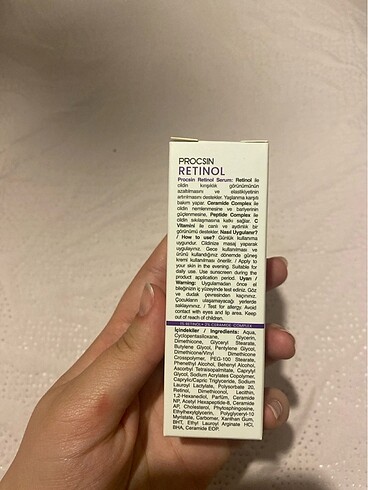 PROCSIN
RETINOL
Procsin Retinol Serum: Retinol ile
cildin kırışıklık görünümünün
azaltılmasını ve elastikiyetinin
artırılmasını destekler. Yaşlanma karşıtı
bakım yapar. Ceramide Complex ile
cildin nemlenmesine ve bariyerinin
güçlenmesine, Peptide Complex ile
cildin sıkılaşmasına katkı sağlar. C
Vitamini ile canlı ve aydınlık bir
görünümü destekler. Nasıl Uygulanır?
/ How to use? Günlük kullanıma
uygundur. Cildinize masaj yaparak
uygulayınız. Gece kullanılması ve
ürünü kullandığınız dönemde güneş
kremi kullanılması önerilir. / Apply to
your skin in the evening. Suitable for
daily use. Use sunscreen during the
product application period. Uyarı /
Warning: Uygulamadan önce el
bileğinizin iç yüzeyinde test ediniz. Göz
ve dudak çevresinden kaçınınız.
Çocukların ulaşamayacağı yerlerde
saklayınız. / Test for allergy. Avoid
contact with eyes and lip area. Keep
out of reach of children.
RETINOL + 2% CERAMIDE COMPLEX
İçindekiler / Ingredients: Aqua,
Cyclopentasiloxane, Glycerin,
Dimethicone, Glyceryl Stearate,
Butylene Glycol, Pentylene Glycol,
Dimethicone/Vinyl Dimethicone
Crosspolymer, PEG-100 Stearate,
Phenethyl Alcohol, Behenyl Alcohol,
Ascorbyl Tetraisopalmitate, Caprylyl
Glycol, Sodium Acrylates Copolymer,
Caprylic/Capric Triglyceride, Sodium
Lauroyl Lactylate, Polysorbate 20,
Retinol, Dimethiconol, Lecithin,
1,2-Hexanediol, Parfüm, Ceramide
NP, Acetyl Hexapeptide-8, Ceramide
AP, Cholesterol, Phytosphingosine,
Ethylhexylglycerin, Polyglyceryl-10
Myristate, Carbomer, Xanthan Gum,
BHT, Ethyl Lauroyl Arginate HCl,
BHA, Ceramide EOP.